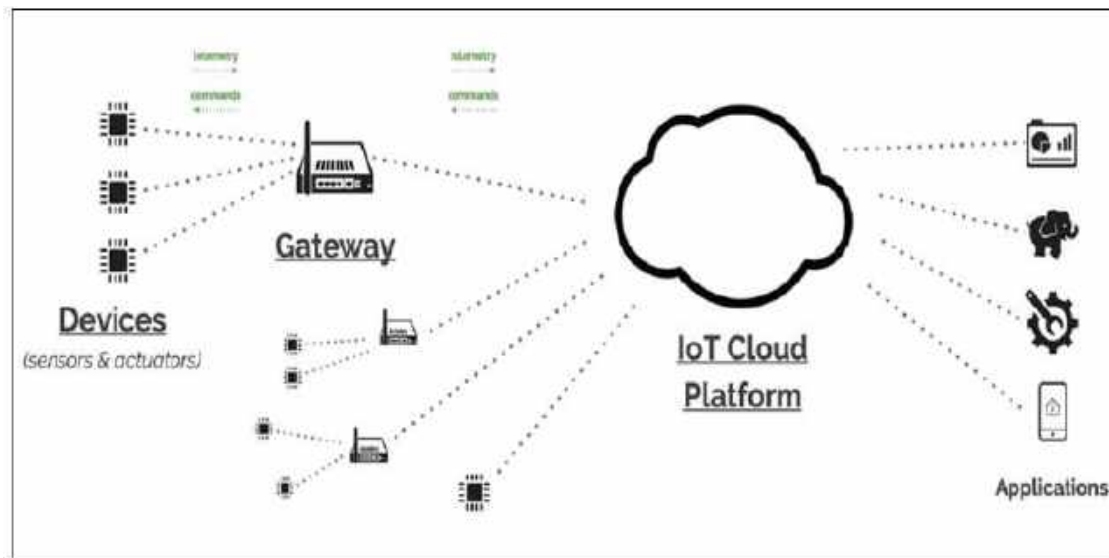 telemetry
telemetry
commands
commands
Gateway
Devices
(sensors & actuators)
IoT Cloud
Platform
Applications